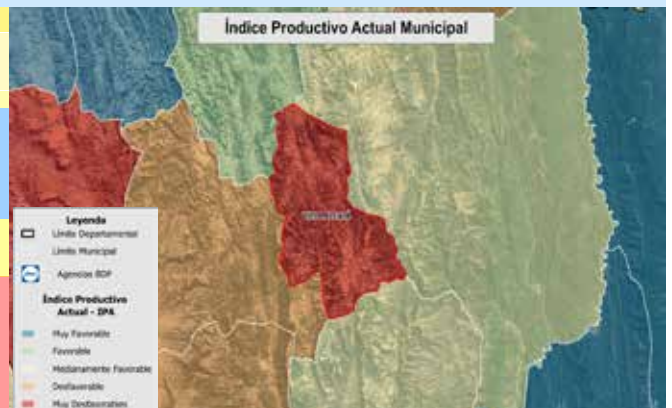 Índice Productivo Actual Municipal
Leyenda
Límite Departamental
Límite Municipal
Agencias BDP
Índice Productivo
Actual - IPA
Muy Favorable
Favorable
Medianamente Favorable
Desfavorable
Muy Desfavorable